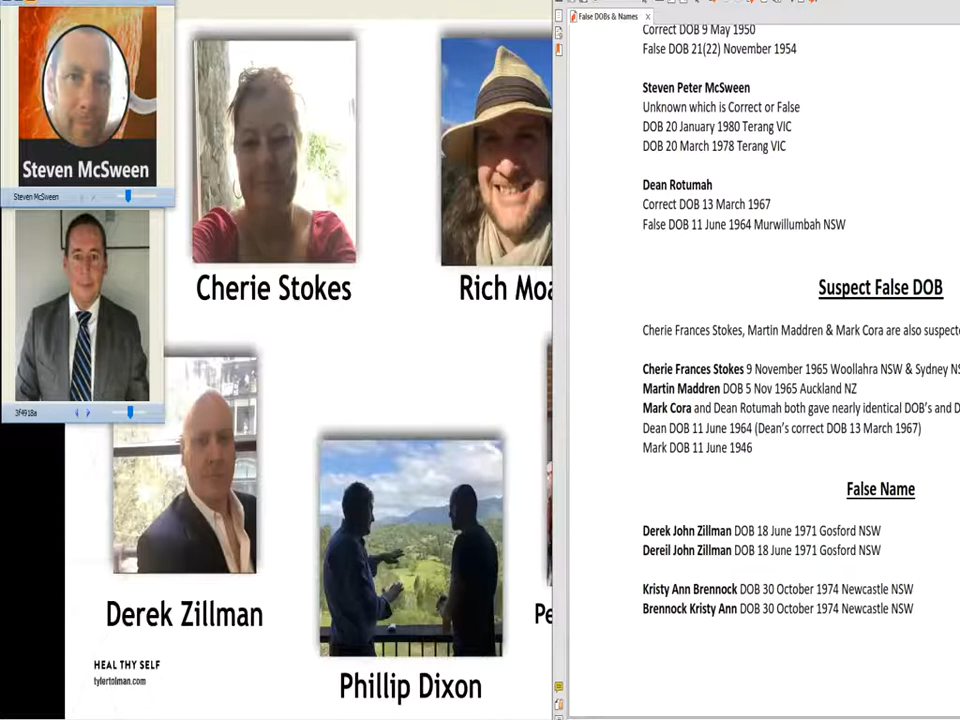 Steven McSween
Steven McSween
3f4918a
Cherie Stokes
Rich Moa
Derek Zillman
Pe
HEAL THY SELF
tylertolman.com
Phillip Dixon
False DOBs & Names
Correct DOB 9 May 1950
False DOB 21(22) November 1954
Steven Peter McSween
Unknown which is Correct or False
DOB 20 January 1980 Terang VIC
DOB 20 March 1978 Terang VIC
Dean Rotumah
Correct DOB 13 March 1967
False DOB 11 June 1964 Murwillumbah NSW
Suspect False DOB
Cherie Frances Stokes, Martin Maddren & Mark Cora are also suspecte
Cherie Frances Stokes 9 November 1965 Woollahra NSW & Sydney NS
Martin Maddren DOB 5 Nov 1965 Auckland NZ
Mark Cora and Dean Rotumah both gave nearly identical DOB's and D
Dean DOB 11 June 1964 (Dean's correct DOB 13 March 1967)
Mark DOB 11 June 1946
False Name
Derek John Zillman DOB 18 June 1971 Gosford NSW
Dereil John Zillman DOB 18 June 1971 Gosford NSW
Kristy Ann Brennock DOB 30 October 1974 Newcastle NSW
Brennock Kristy Ann DOB 30 October 1974 Newcastle NSW